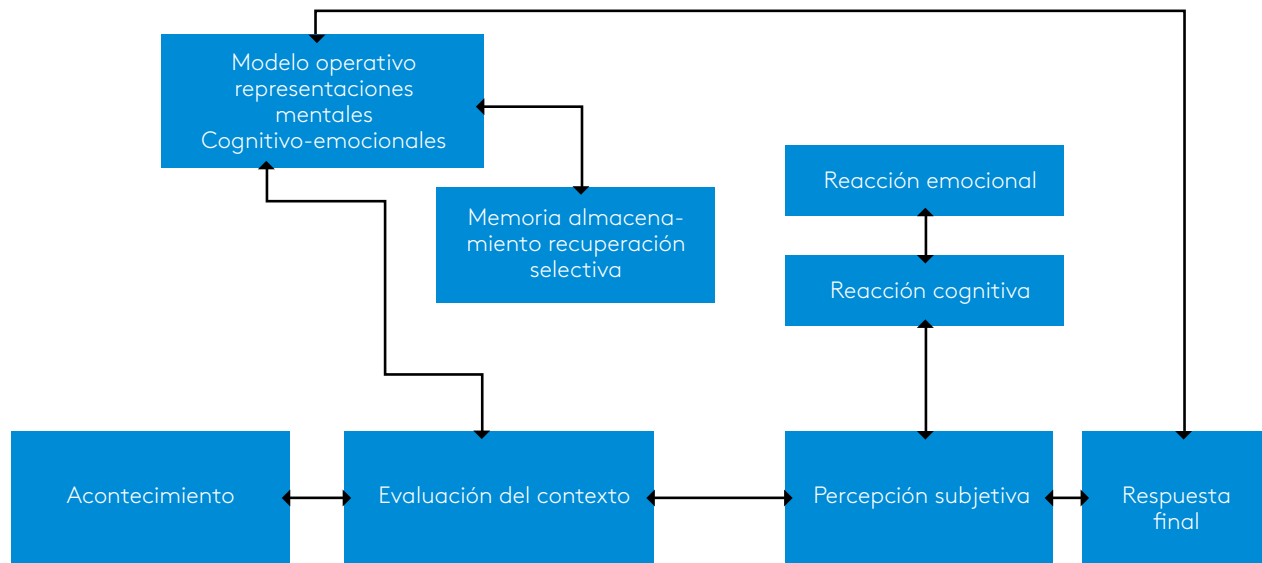 Modelo operativo
representaciones
mentales
Cognitivo-emocionales
Reacción emocional
Memoria almacena-
miento recuperación
selectiva
Reacción cognitiva
Acontecimiento
Evaluación del contexto
Percepción subjetiva
Respuesta
final